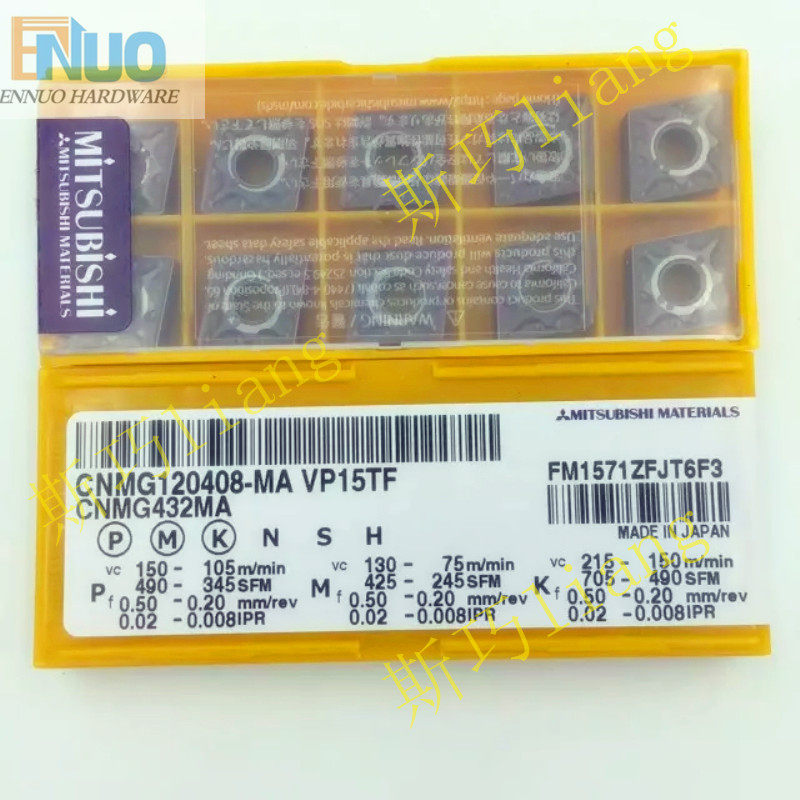 ENUO
ENNUO HARDWARE
MITSUBISHI
MITSUBISHI MATERIALS
WARNING
斯巧liang
斯巧liang
MITSUBISHI MATERIALS
CNMG120408-MA VP15TF
CNMG432MA
FM1571ZFJT6F3
MADE IN JAPAN
P M K N S H
P vc 150 - 105 m/min
490 - 345 SFM
f 0.50 - 0.20 mm/rev
0.02 - 0.008 IPR
M vc 130 - 75 m/min
425 - 245 SFM
f 0.50 - 0.20 mm/rev
0.02 - 0.008 IPR
K vc 215 - 150 m/min
705 - 490 SFM
f 0.50 - 0.20 mm/rev
0.02 - 0.008 IPR
斯巧liang
斯巧liang